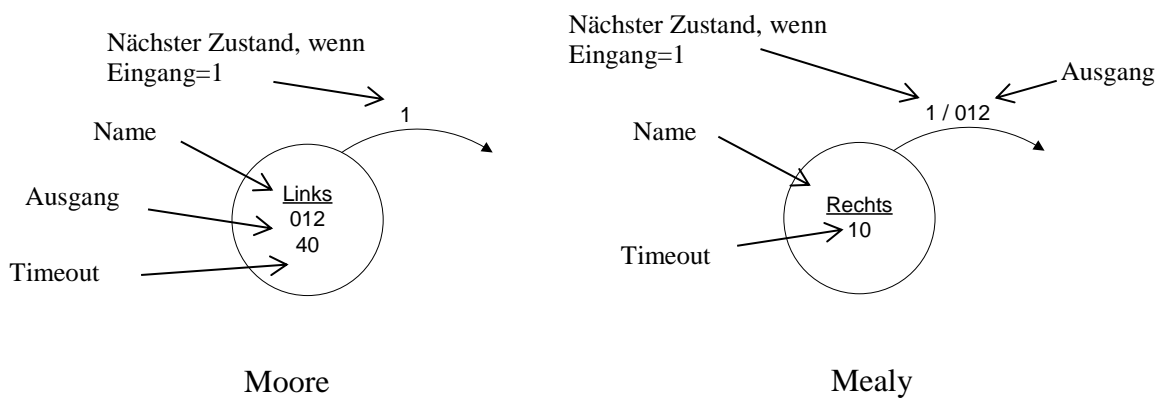 Nächster Zustand, wenn
Eingang=1
1
Name
Ausgang
Timeout
Links
012
40
Moore
Nächster Zustand, wenn
Eingang=1
Ausgang
1 / 012
Name
Timeout
Rechts
10
Mealy